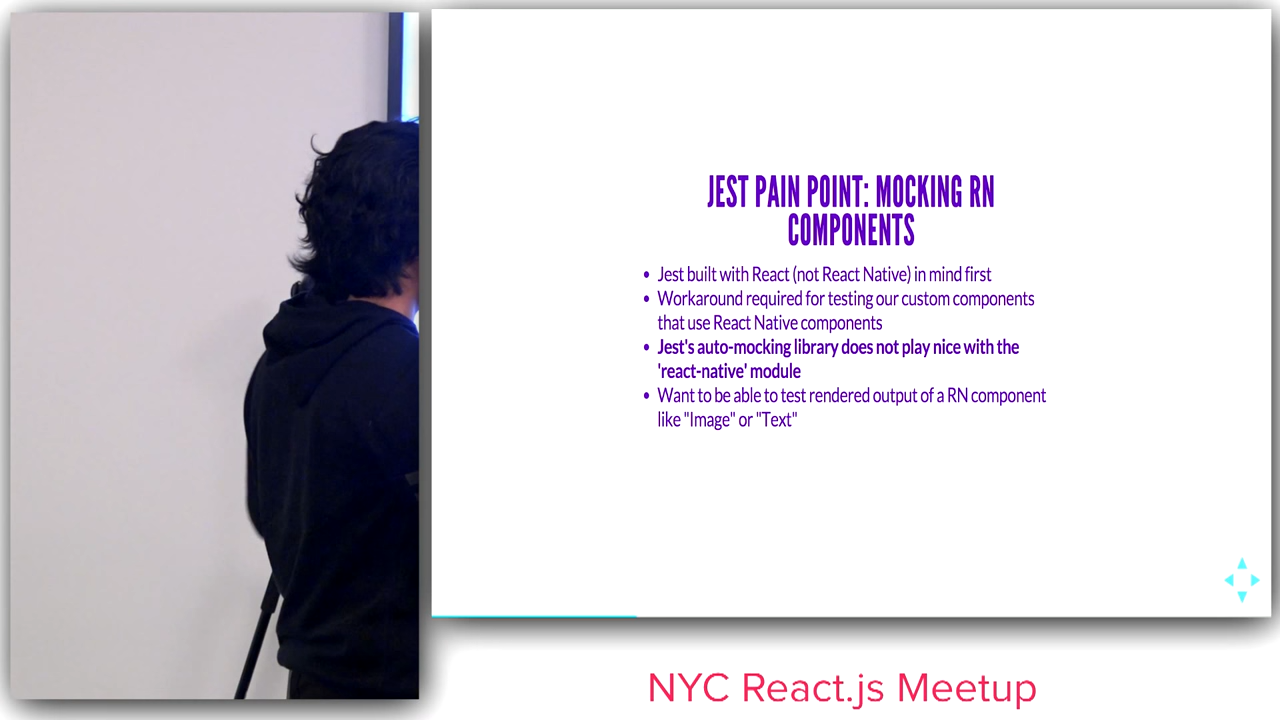 JEST PAIN POINT: MOCKING RN
COMPONENTS
• Jest built with React (not React Native) in mind first
• Workaround required for testing our custom components
that use React Native components
• Jest's auto-mocking library does not play nice with the
'react-native' module
• Want to be able to test rendered output of a RN component
like "Image" or "Text"
NYC React.js Meetup